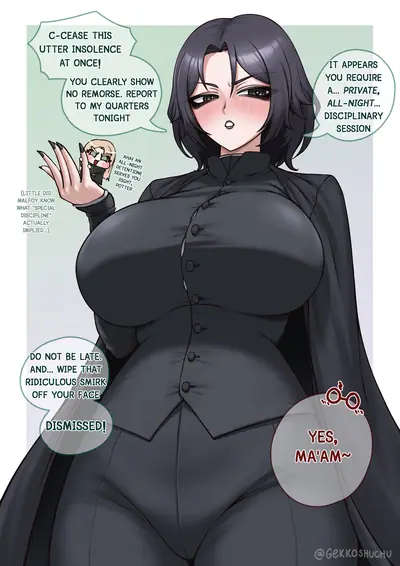 C-CEASE THIS
UTTER INSOLENCE
AT ONCE!
YOU CLEARLY SHOW
NO REMORSE. REPORT
TO MY QUARTERS
TONIGHT
IT APPEARS
YOU REQUIRE
A... PRIVATE,
ALL-NIGHT...
DISCIPLINARY
SESSION
WHAT AN
ALL-NIGHT
DETENTION!
SERVES YOU
RIGHT,
POTTER
(LITTLE DID
MALFOY KNOW
WHAT "SPECIAL
DISCIPLINE"
ACTUALLY
IMPLIED...)
DO NOT BE LATE.
AND... WIPE THAT
RIDICULOUS SMIRK
OFF YOUR FACE
DISMISSED!
YES,
MA'AM~
@GEKKOSHUCHU